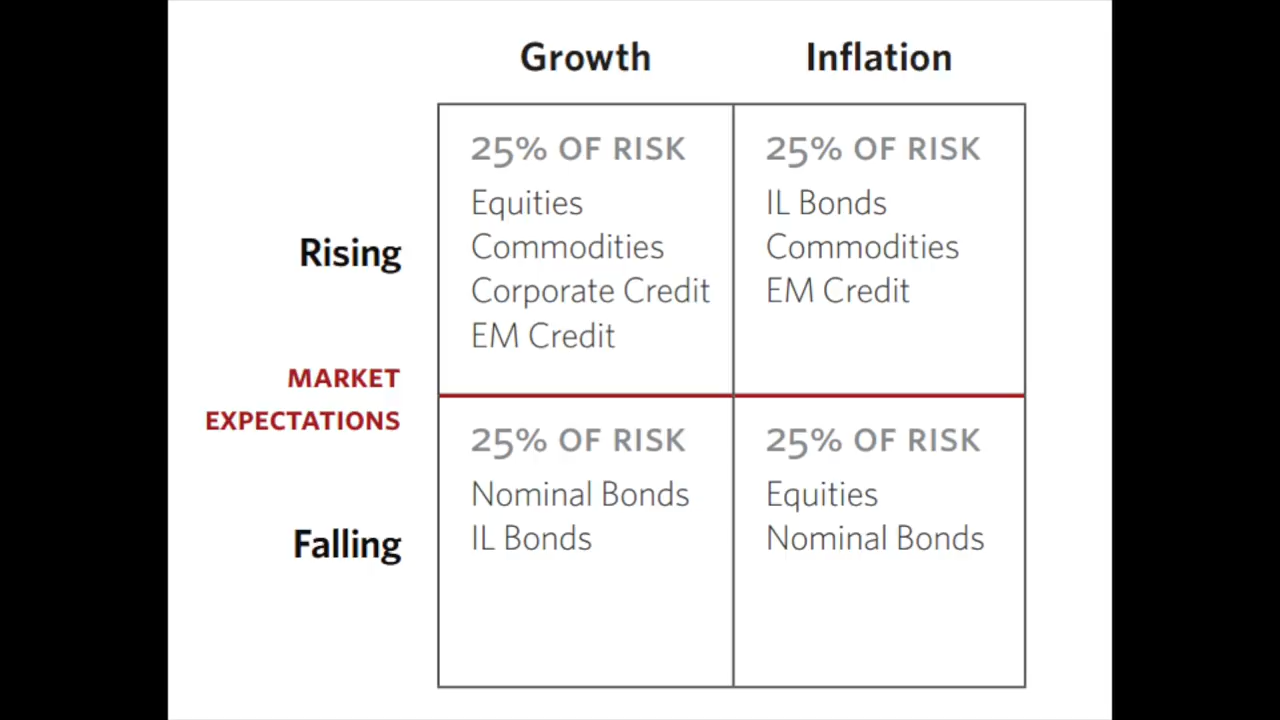 Growth
Inflation
Rising
25% OF RISK
Equities
Commodities
Corporate Credit
EM Credit
25% OF RISK
IL Bonds
Commodities
EM Credit
MARKET
EXPECTATIONS
Falling
25% OF RISK
Nominal Bonds
IL Bonds
25% OF RISK
Equities
Nominal Bonds